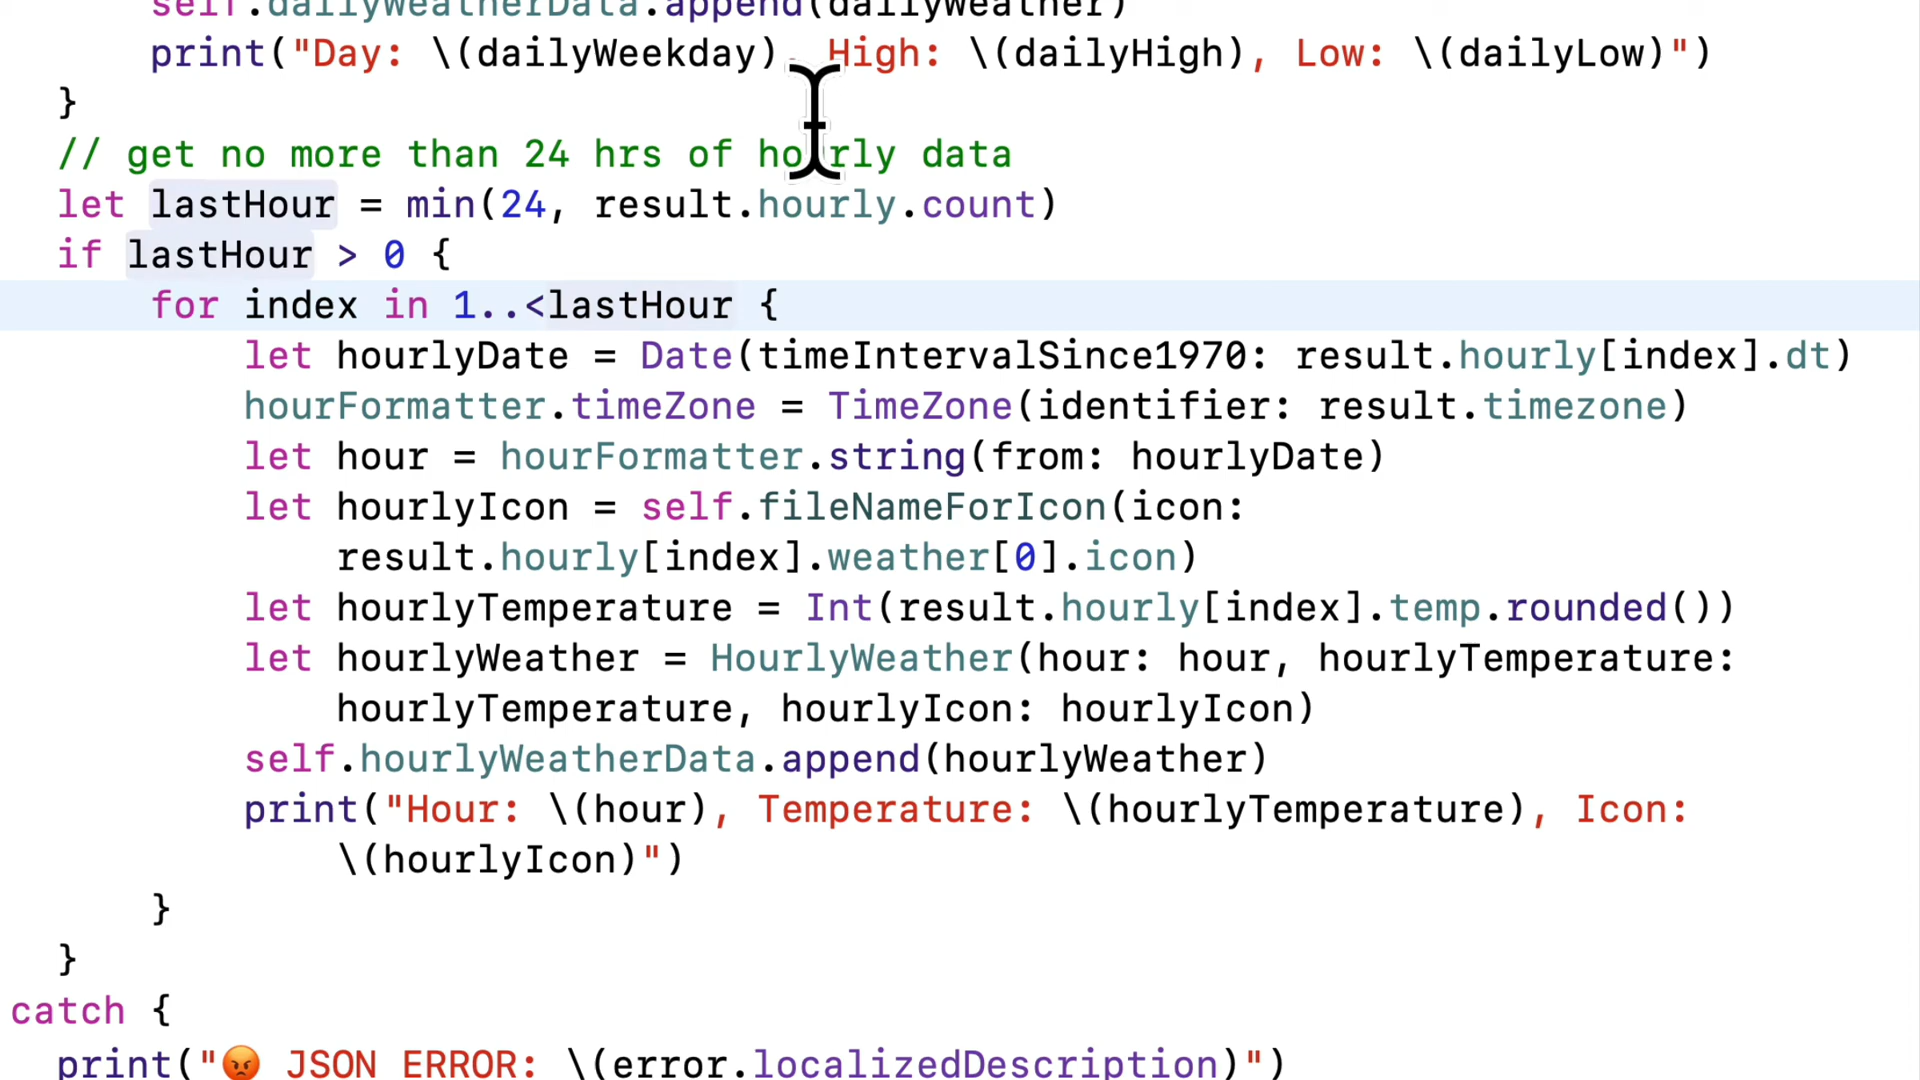 self.dailyWeatherData.append(dailyWeather)
print("Day: \(dailyWeekday), High: \(dailyHigh), Low: \(dailyLow)")
}
// get no more than 24 hrs of hourly data
let lastHour = min(24, result.hourly.count)
if lastHour > 0 {
for index in 1..<lastHour {
let hourlyDate = Date(timeIntervalSince1970: result.hourly[index].dt)
hourFormatter.timeZone = TimeZone(identifier: result.timezone)
let hour = hourFormatter.string(from: hourlyDate)
let hourlyIcon = self.fileNameForIcon(icon:
result.hourly[index].weather[0].icon)
let hourlyTemperature = Int(result.hourly[index].temp.rounded())
let hourlyWeather = HourlyWeather(hour: hour, hourlyTemperature:
hourlyTemperature, hourlyIcon: hourlyIcon)
self.hourlyWeatherData.append(hourlyWeather)
print("Hour: \(hour), Temperature: \(hourlyTemperature), Icon:
\(hourlyIcon)")
}
}
catch {
print("😡 JSON ERROR: \(error.localizedDescription)")